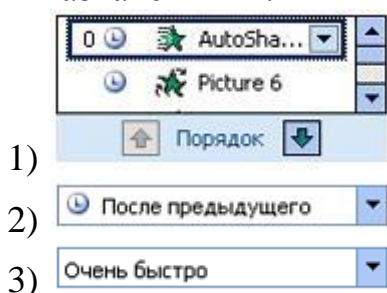 0 AutoSha...
Picture 6
Порядок
1)
2) После предыдущего
3) Очень быстро